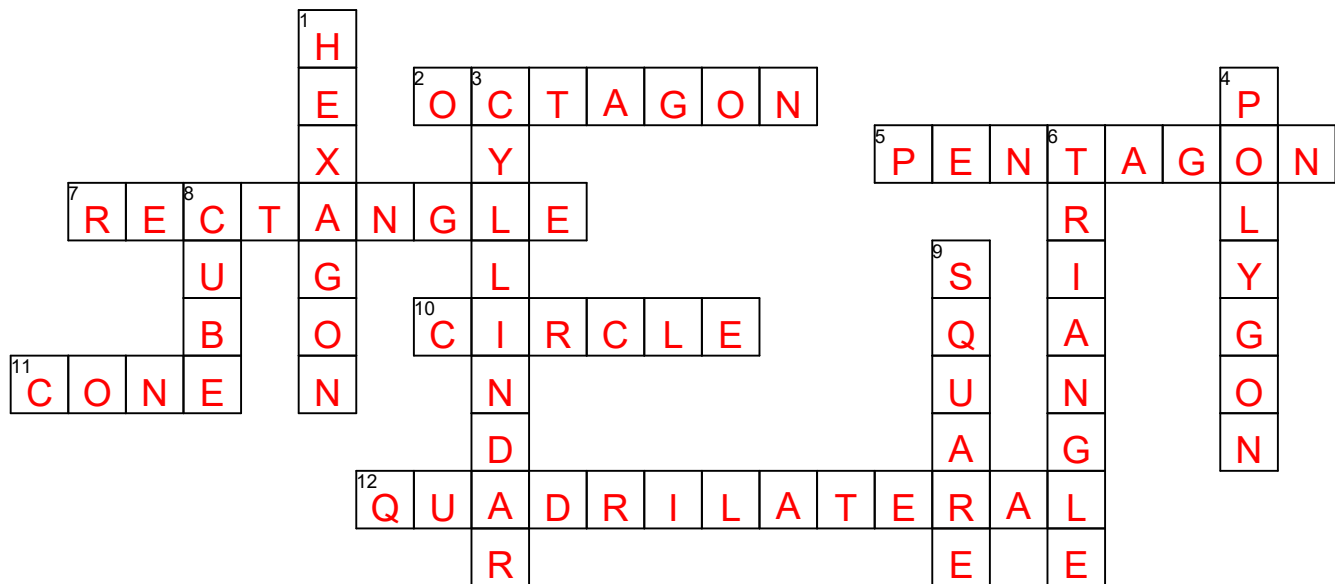 1 HEXAGON
2 OCTAGON
3 CYLLINDAR
4 POLYGON
5 PENTAGON
6 TRIANGLE
7 RECTANGLE
8 CUBE
9 SQUARE
10 CIRCLE
11 CONE
12 QUADRILATERAL